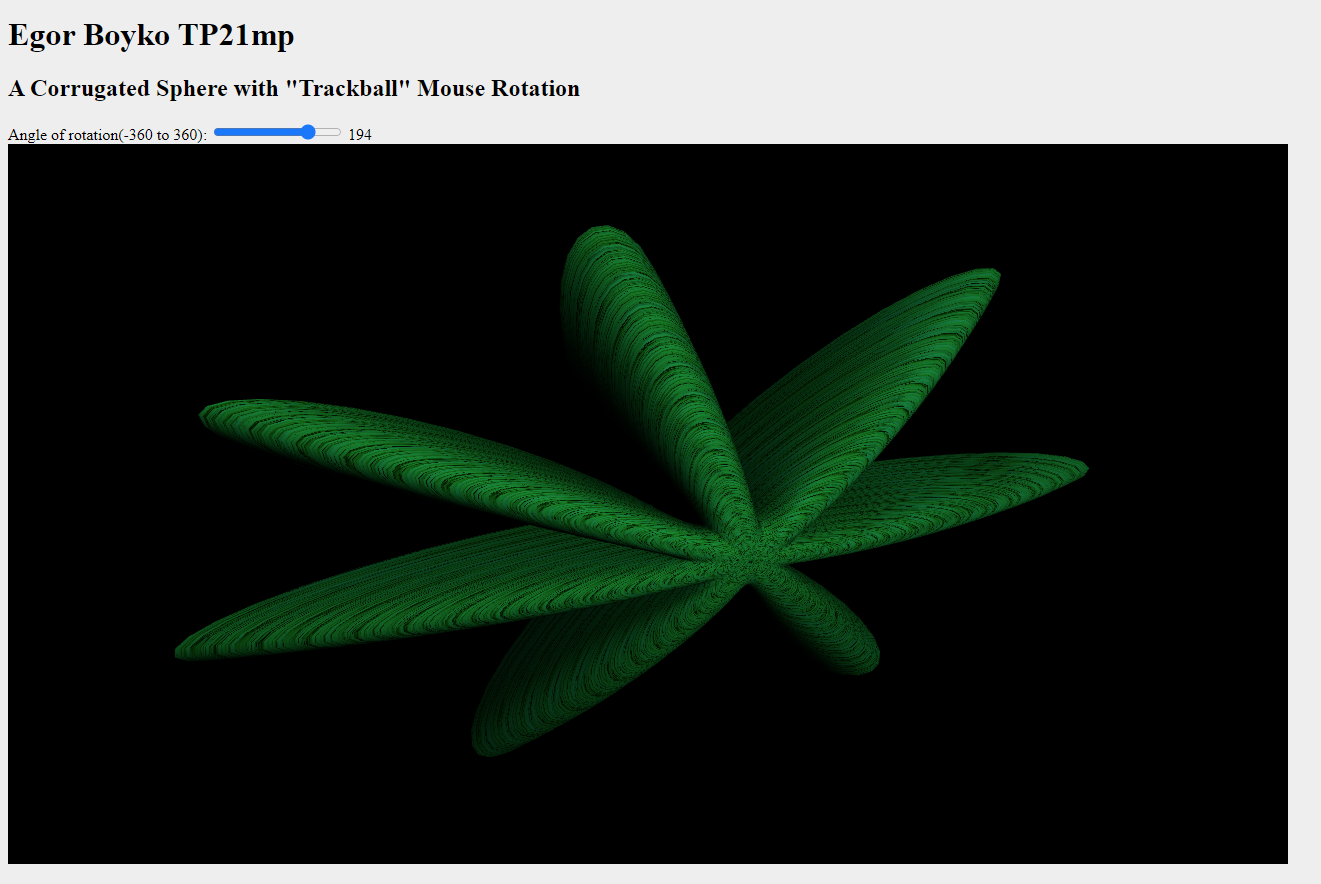 Egor Boyko TP21mp
A Corrugated Sphere with "Trackball" Mouse Rotation
Angle of rotation(-360 to 360): 194